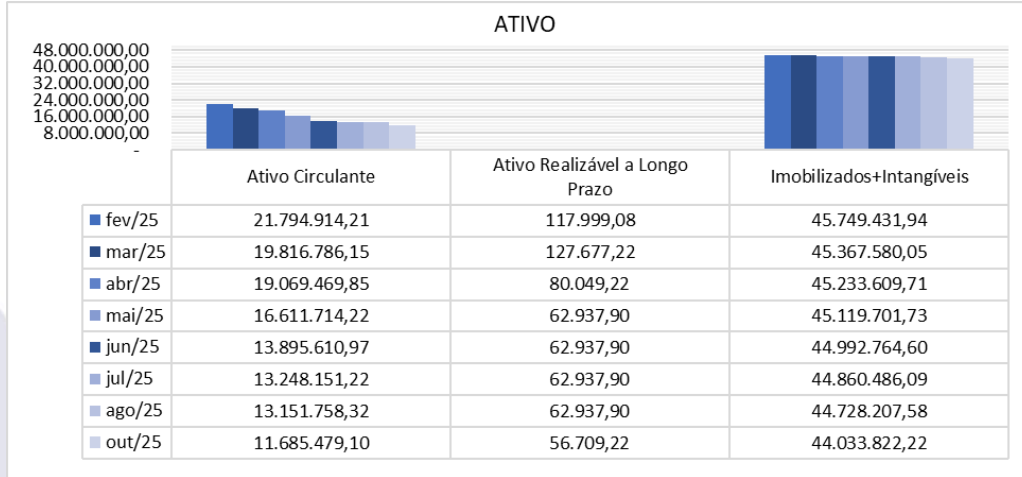 ATIVO
48.000.000,00
40.000.000,00
32.000.000,00
24.000.000,00
16.000.000,00
8.000.000,00
-
Ativo Circulante
Ativo Realizável a Longo
Prazo
Imobilizados+Intangíveis
fev/25 21.794.914,21 117.999,08 45.749.431,94
mar/25 19.816.786,15 127.677,22 45.367.580,05
abr/25 19.069.469,85 80.049,22 45.233.609,71
mai/25 16.611.714,22 62.937,90 45.119.701,73
jun/25 13.895.610,97 62.937,90 44.992.764,60
jul/25 13.248.151,22 62.937,90 44.860.486,09
ago/25 13.151.758,32 62.937,90 44.728.207,58
out/25 11.685.479,10 56.709,22 44.033.822,22